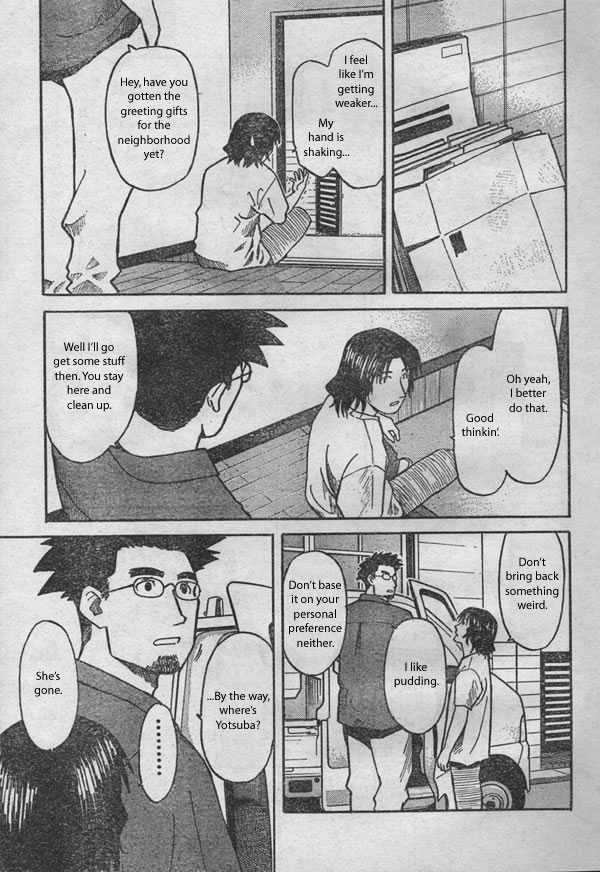 I feel
like I'm
getting
weaker...
My
hand is
shaking...
Hey, have you
gotten the
greeting gifts
for the
neighborhood
yet?
Oh yeah,
I better
do that.
Good
thinkin'.
Well I'll go
get some stuff
then. You stay
here and
clean up.
Don't
bring back
something
weird.
I like
pudding.
Don't base
it on your
personal
preference
neither.
...By the way,
where's
Yotsuba?
........
She's
gone.